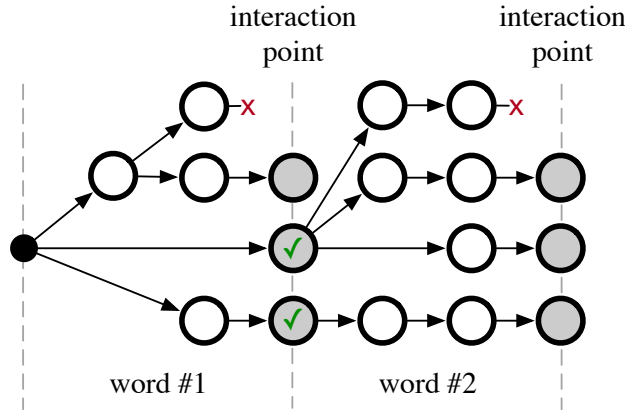 interaction
point
interaction
point
x
x
✓
✓
word #1
word #2